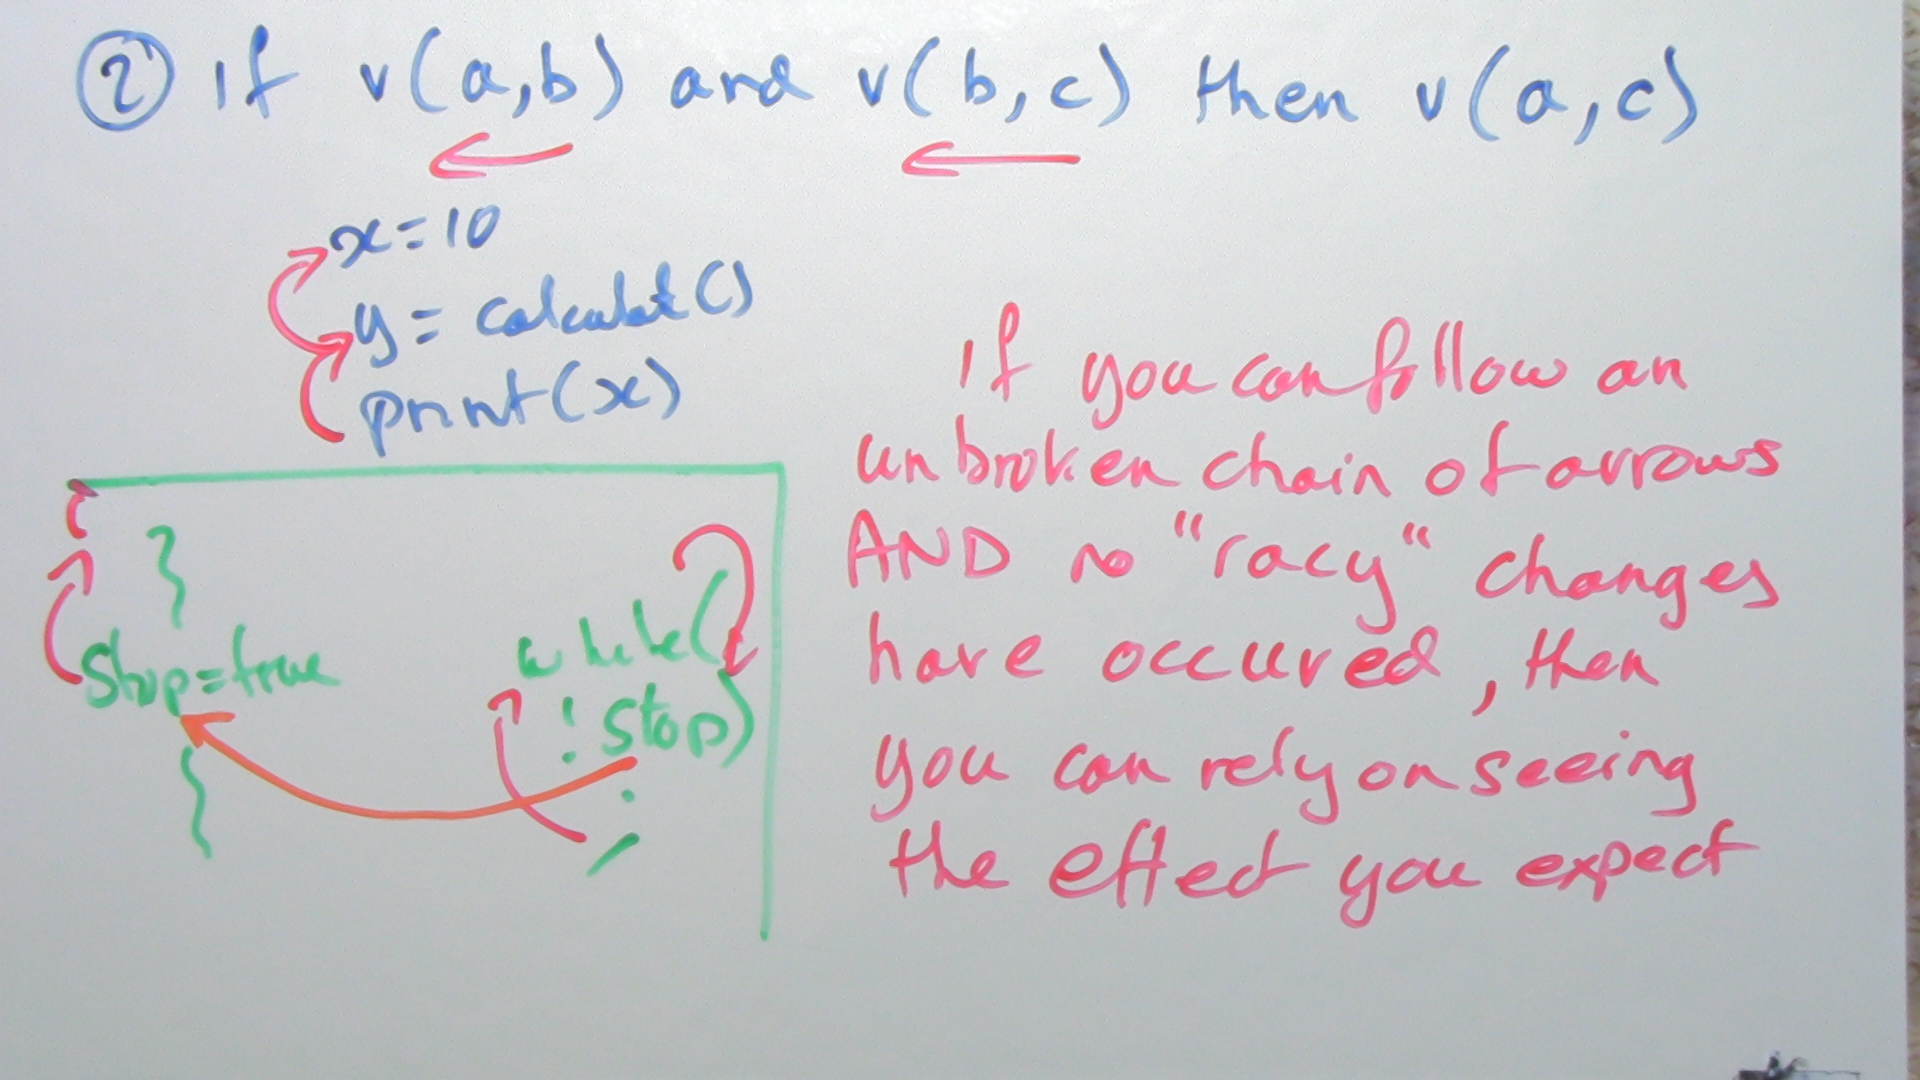 ② if v(a,b) and v(b,c) then v(a,c)
x=10
y = calculat()
print(x)
Stop=true
while(
!stop)
;
if you can follow an
unbroken chain of arrows
AND no "racy" changes
have occured, then
you can rely on seeing
the effect you expect